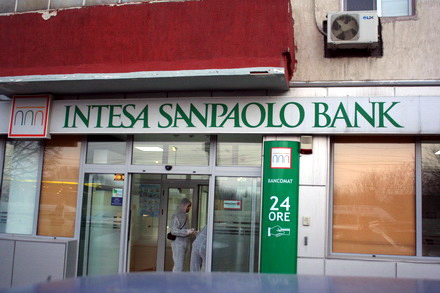 INTESA SANPAOLO BANK
BANCOMAT
24
ORE